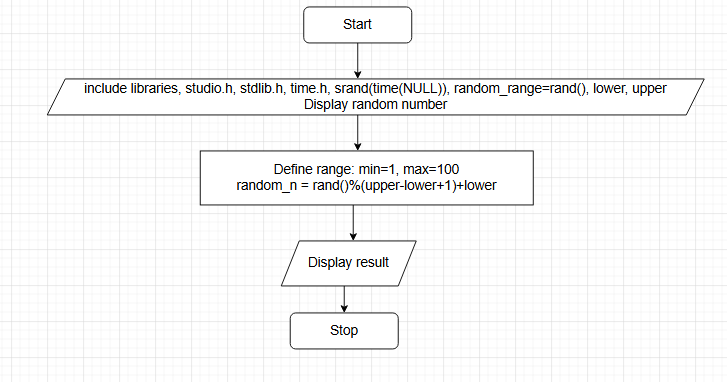 Start
include libraries, studio.h, stdlib.h, time.h, srand(time(NULL)), random_range=rand(), lower, upper
Display random number
Define range: min=1, max=100
random_n = rand()%(upper-lower+1)+lower
Display result
Stop